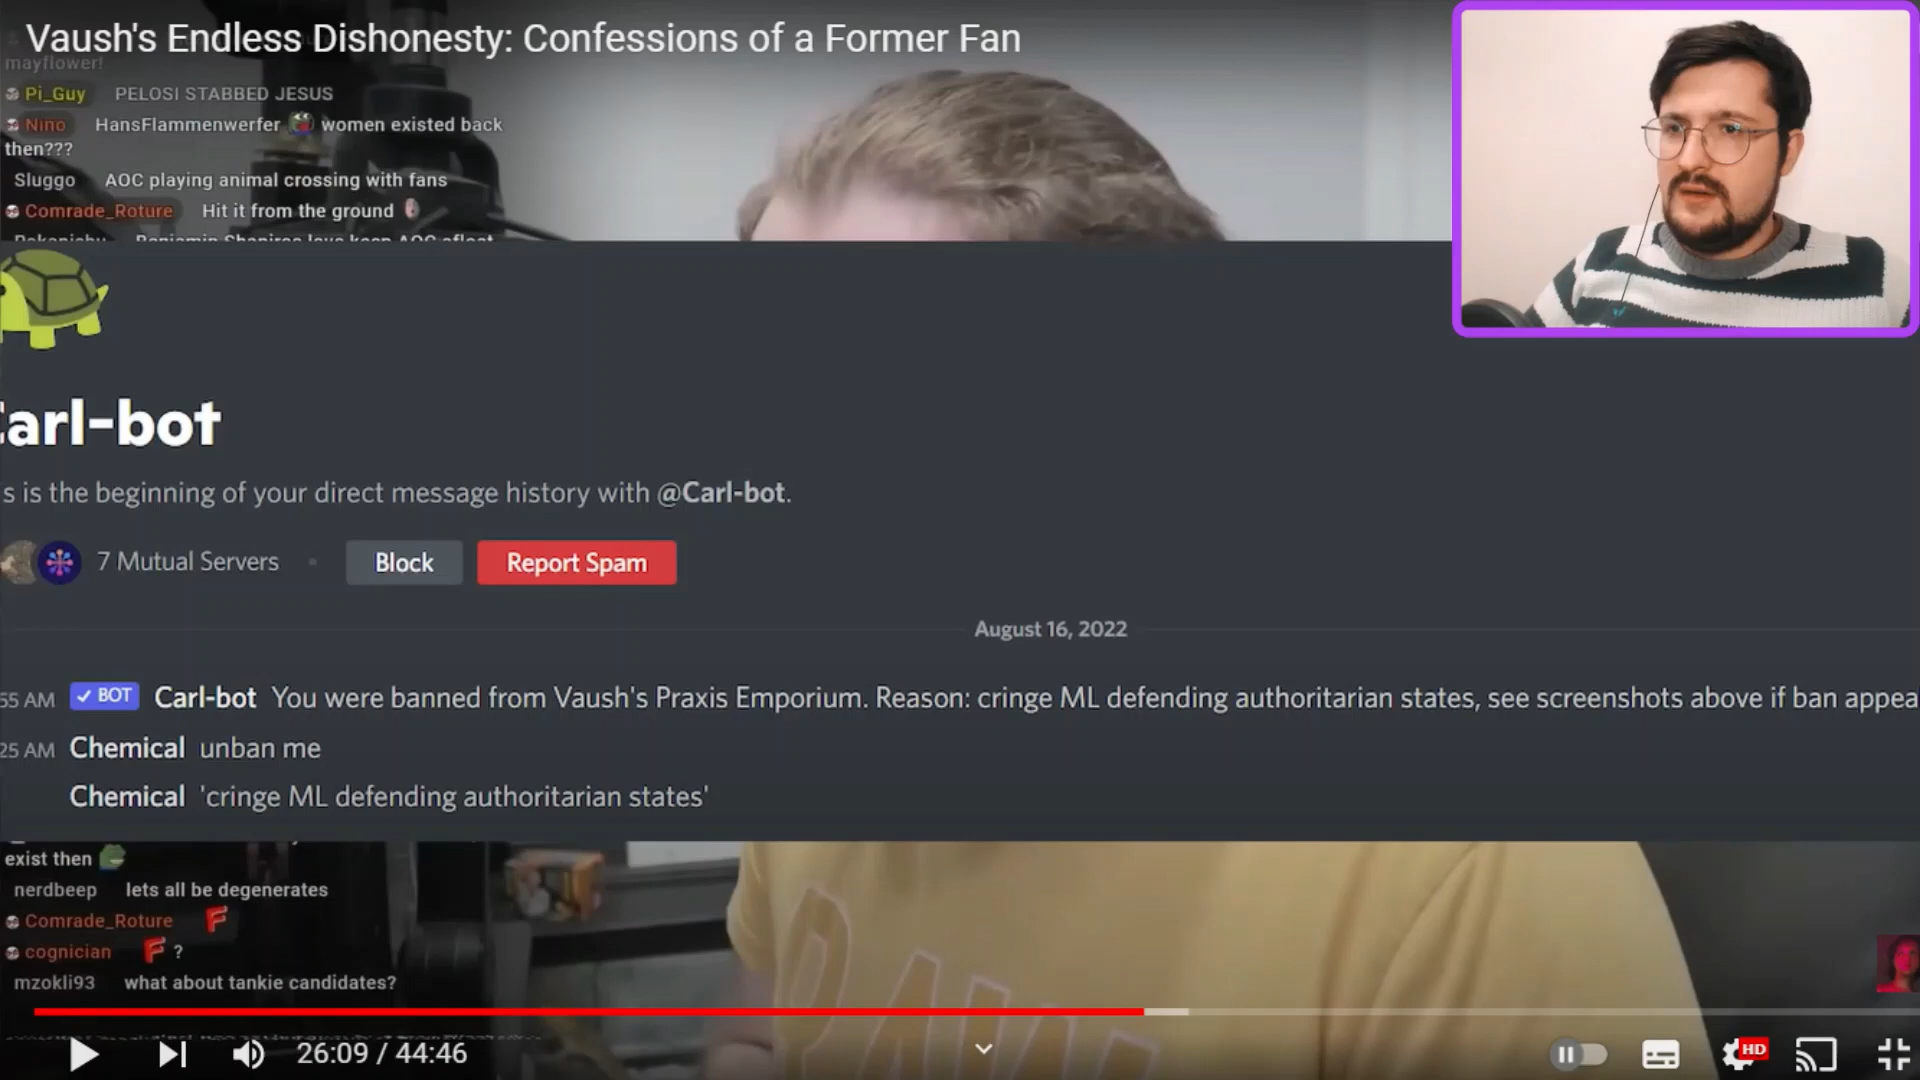 Vaush's Endless Dishonesty: Confessions of a Former Fan
mayflower!
Pi_Guy PELOSI STABBED JESUS
Nino HansFlammenwerfer women existed back
then???
Sluggo AOC playing animal crossing with fans
Comrade_Roture Hit it from the ground
Carl-bot
s is the beginning of your direct message history with @Carl-bot.
7 Mutual Servers • Block Report Spam
August 16, 2022
55 AM BOT Carl-bot You were banned from Vaush's Praxis Emporium. Reason: cringe ML defending authoritarian states, see screenshots above if ban appea
25 AM Chemical unban me
Chemical 'cringe ML defending authoritarian states'
exist then
nerdbeep lets all be degenerates
Comrade_Roture F
cognician F ?
mzokli93 what about tankie candidates?
26:09 / 44:46 HD